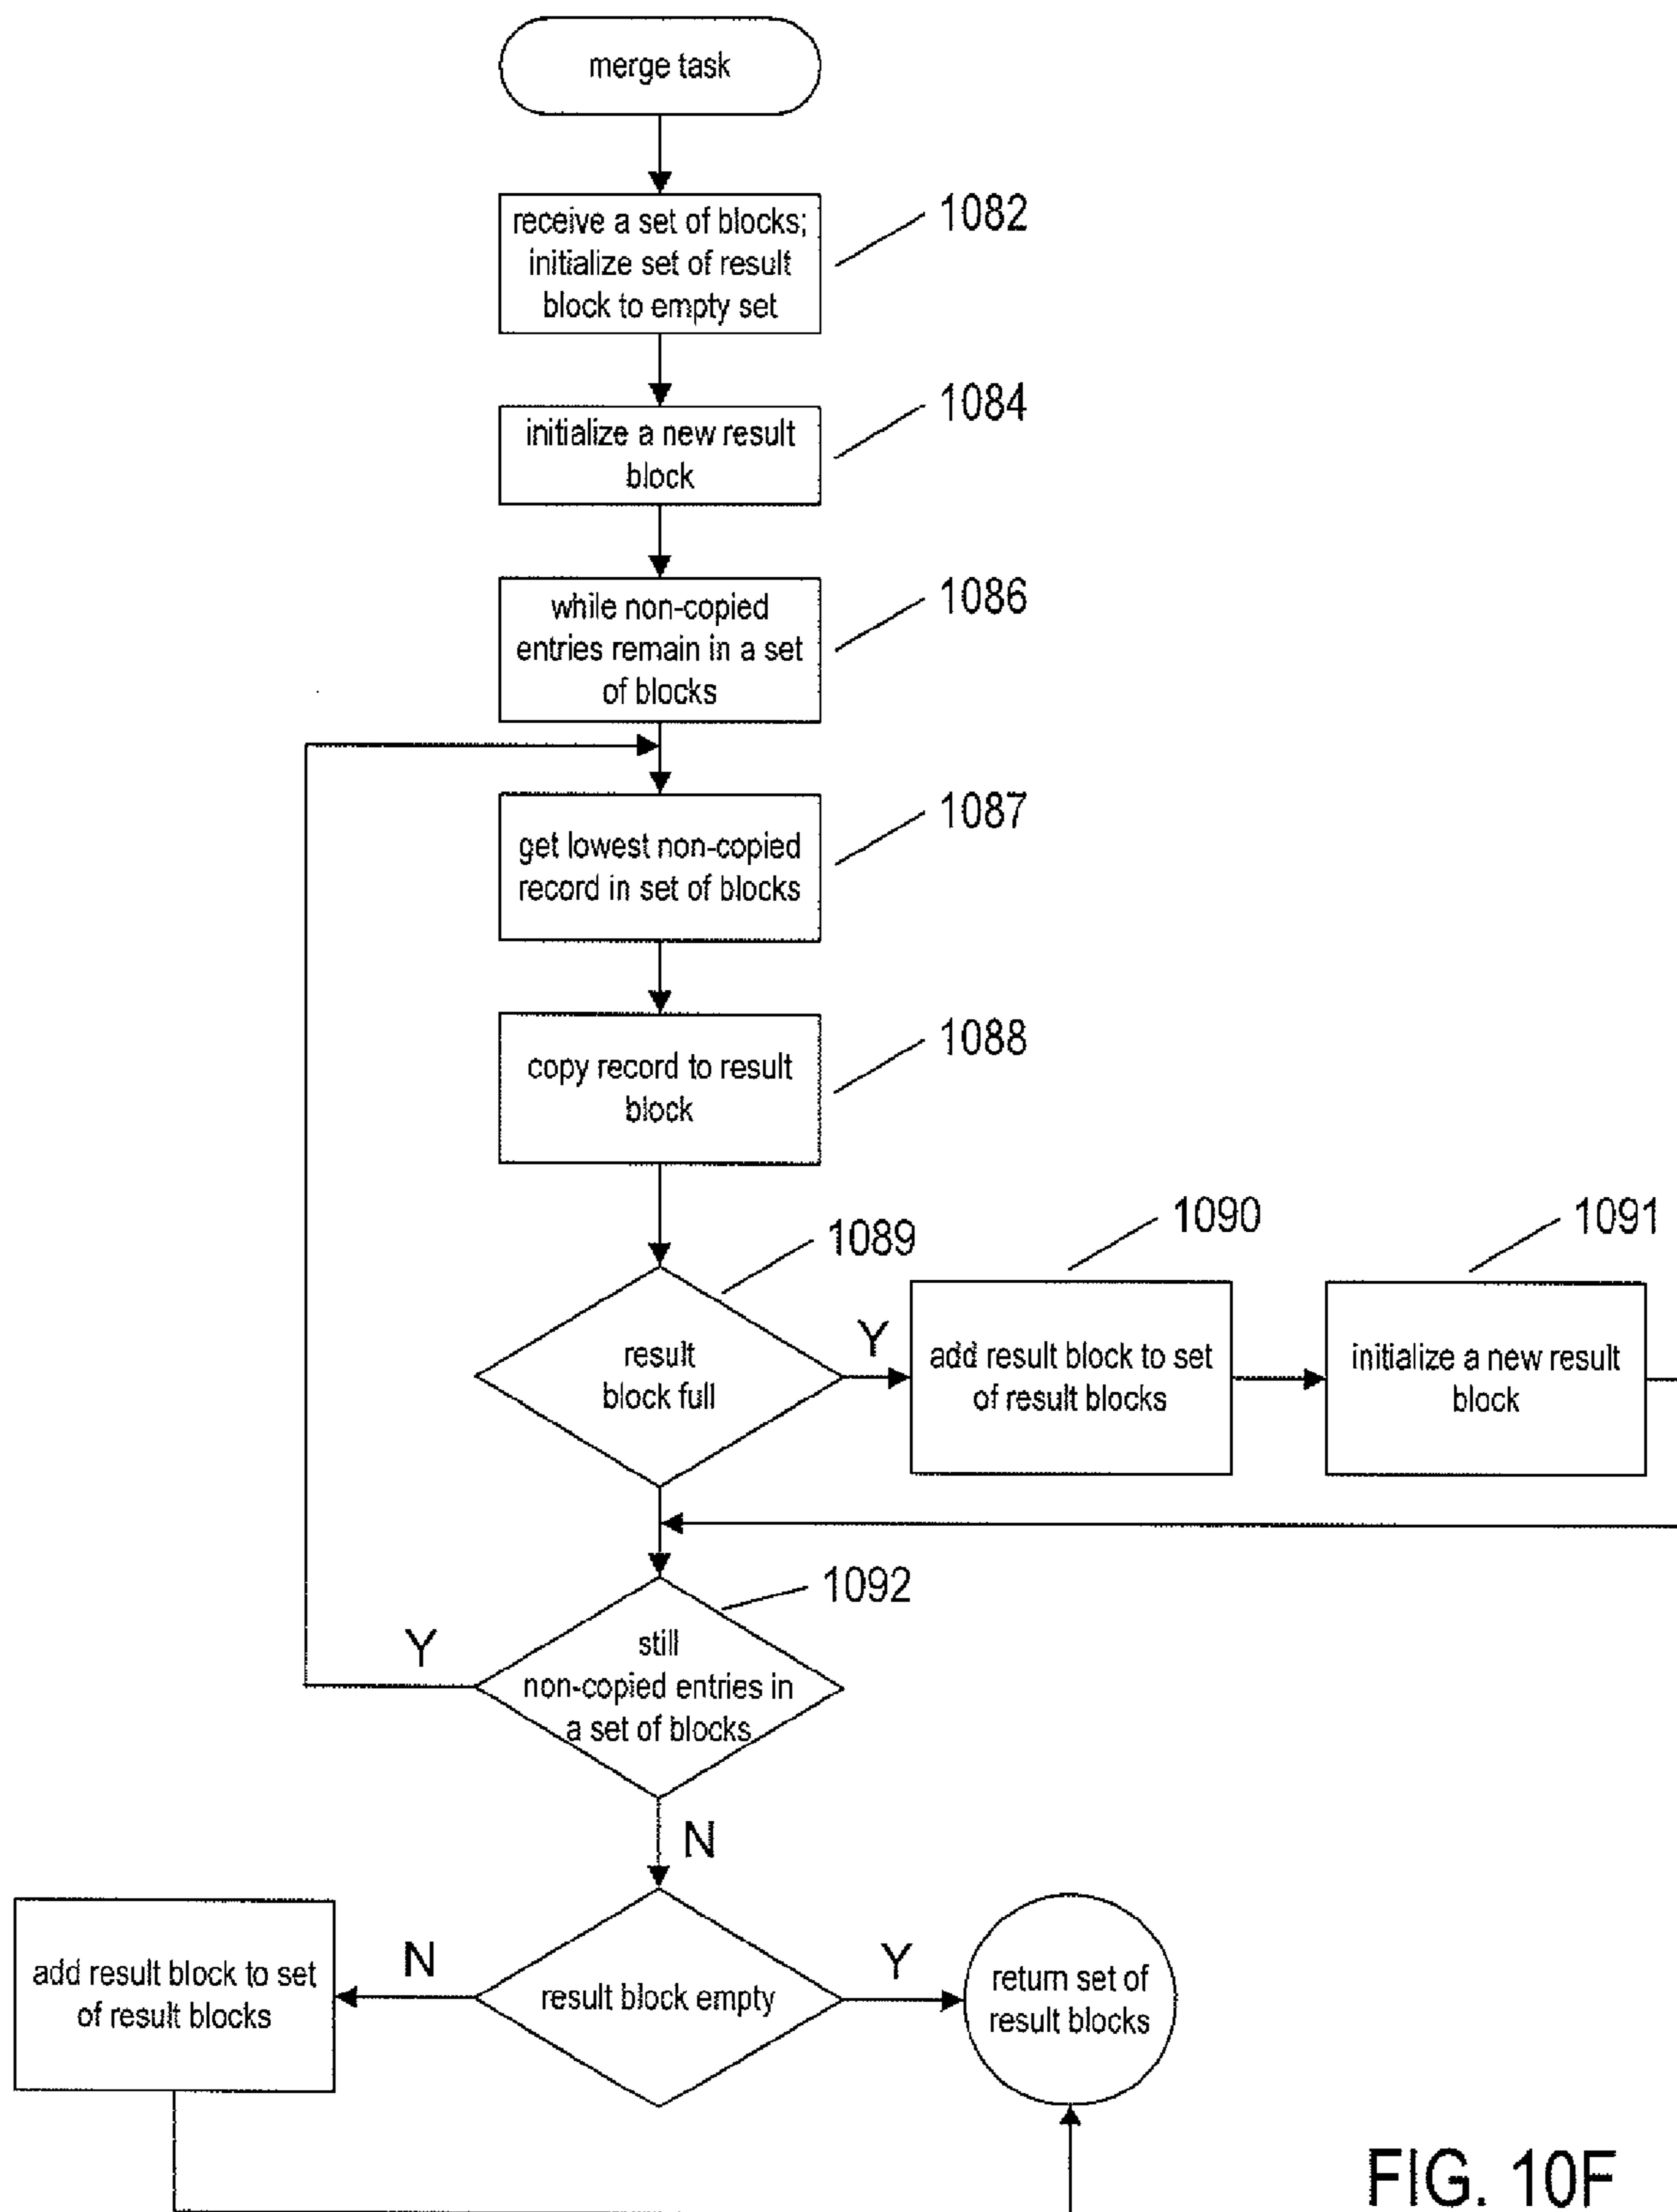 merge task
receive a set of blocks;
initialize set of result
block to empty set
1082
initialize a new result
block
1084
while non-copied
entries remain in a set
of blocks
1086
get lowest non-copied
record in set of blocks
1087
copy record to result
block
1088
result
block full
1089
Y
add result block to set
of result blocks
1090
initialize a new result
block
1091
still
non-copied entries in
a set of blocks
1092
Y
N
add result block to set
of result blocks
N
result block empty
Y
return set of
result blocks
FIG. 10F